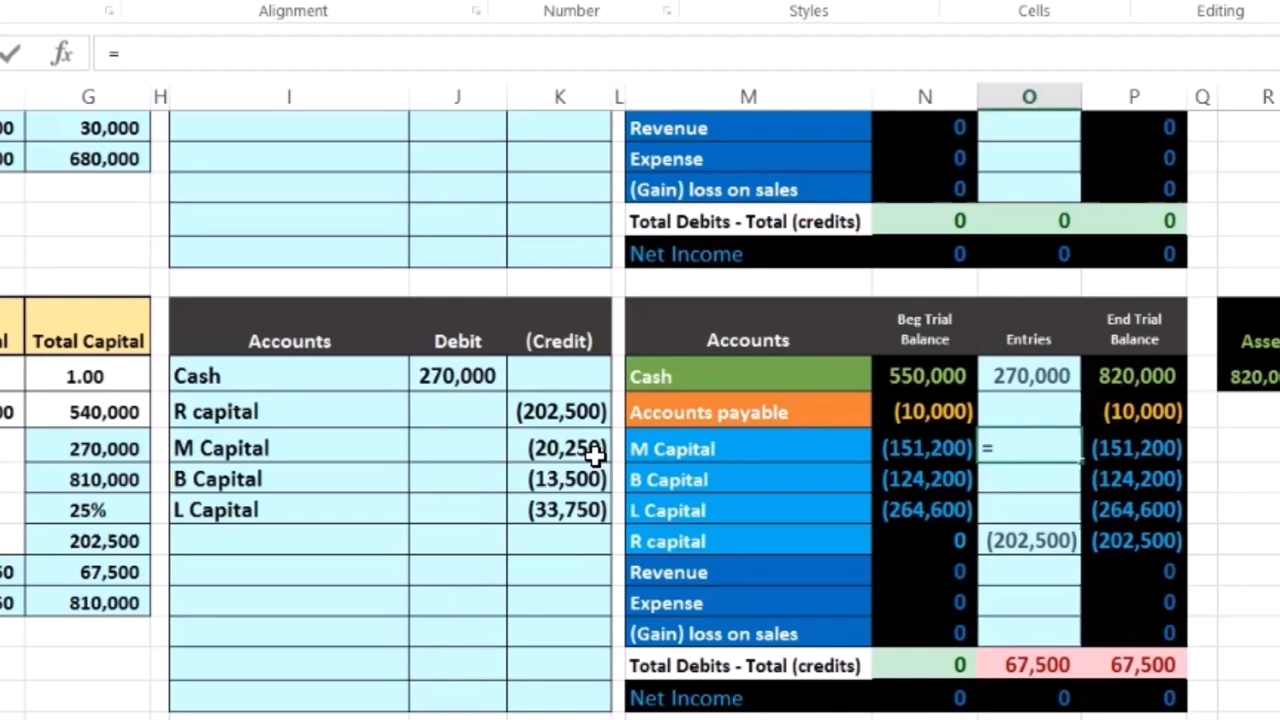 Alignment Number Styles Cells Editing
fx =
G H I J K L M N O P Q R
00 30,000 Revenue 0 0
00 680,000 Expense 0 0
(Gain) loss on sales 0 0
Total Debits - Total (credits) 0 0 0
Net Income 0 0 0
al Total Capital Accounts Debit (Credit) Accounts Beg Trial Balance Entries End Trial Balance Asse
1.00 Cash 270,000 Cash 550,000 270,000 820,000 820,0
00 540,000 R capital (202,500) Accounts payable (10,000) (10,000)
270,000 M Capital (20,250) M Capital (151,200) = (151,200)
810,000 B Capital (13,500) B Capital (124,200) (124,200)
25% L Capital (33,750) L Capital (264,600) (264,600)
202,500 R capital 0 (202,500) (202,500)
50 67,500 Revenue 0 0
50 810,000 Expense 0 0
(Gain) loss on sales 0 0
Total Debits - Total (credits) 0 67,500 67,500
Net Income 0 0 0